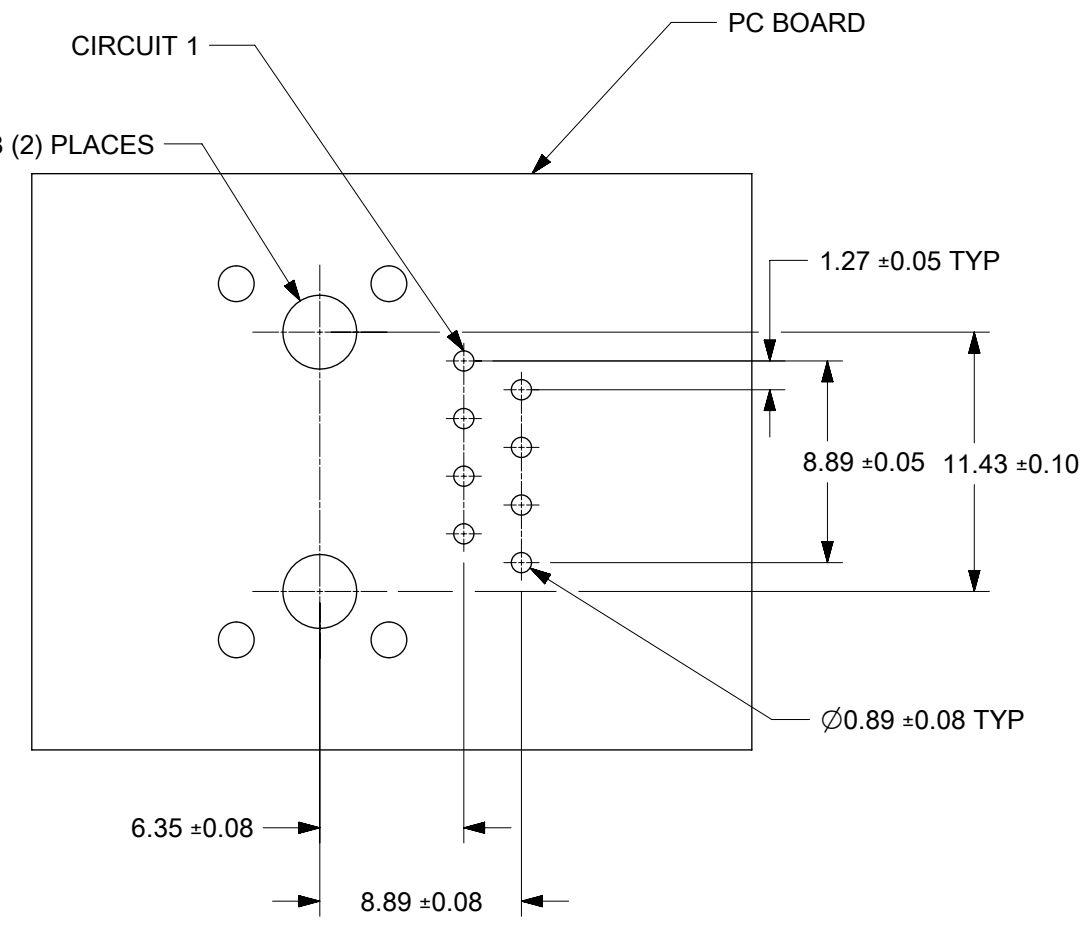 PC BOARD
CIRCUIT 1
(2) PLACES
1.27 ±0.05 TYP
8.89 ±0.05
11.43 ±0.10
∅0.89 ±0.08 TYP
6.35 ±0.08
8.89 ±0.08